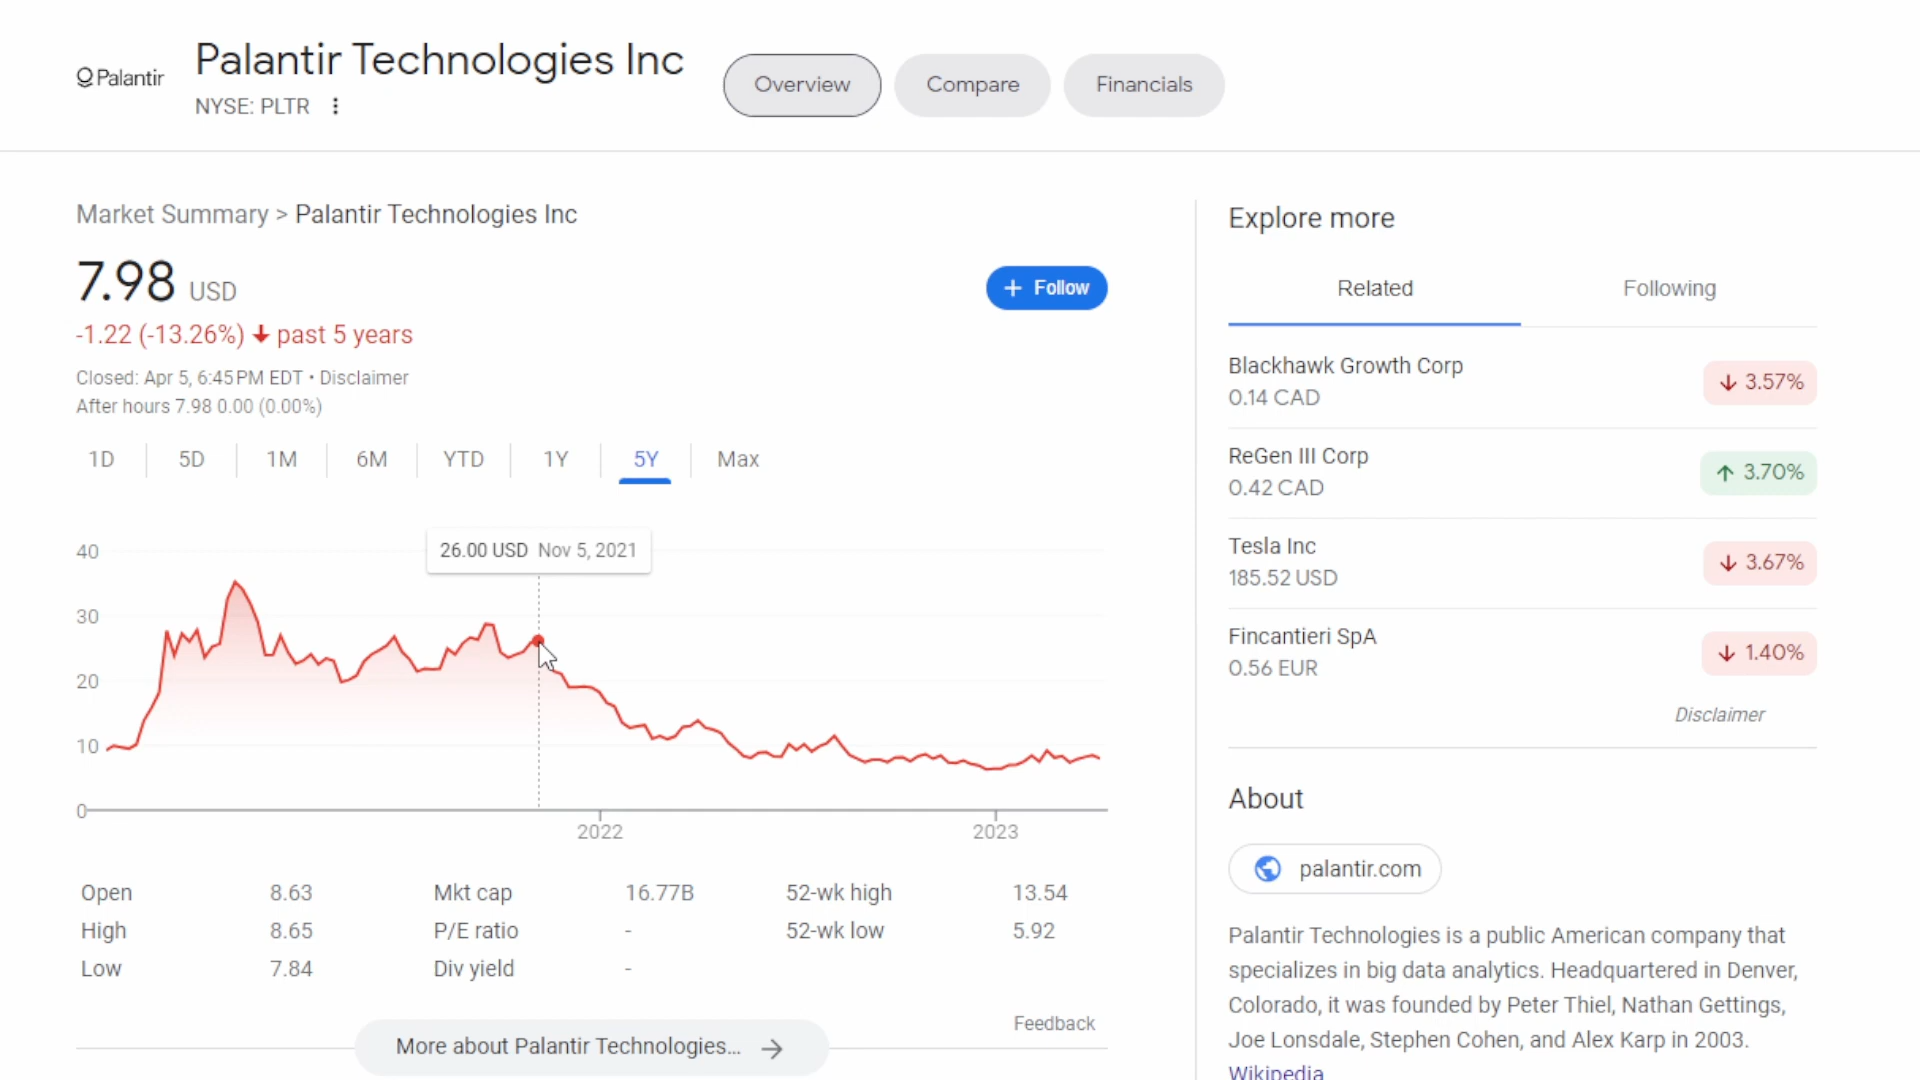 Palantir
Palantir Technologies Inc
NYSE: PLTR
Overview
Compare
Financials
Market Summary > Palantir Technologies Inc
7.98 USD
+ Follow
-1.22 (-13.26%) ↓ past 5 years
Closed: Apr 5, 6:45 PM EDT • Disclaimer
After hours 7.98 0.00 (0.00%)
1D
5D
1M
6M
YTD
1Y
5Y
Max
26.00 USD Nov 5, 2021
40
30
20
10
0
2022
2023
Open 8.63
Mkt cap 16.77B
52-wk high 13.54
High 8.65
P/E ratio -
52-wk low 5.92
Low 7.84
Div yield -
Feedback
More about Palantir Technologies... →
Explore more
Related
Following
Blackhawk Growth Corp
0.14 CAD
↓ 3.57%
ReGen III Corp
0.42 CAD
↑ 3.70%
Tesla Inc
185.52 USD
↓ 3.67%
Fincantieri SpA
0.56 EUR
↓ 1.40%
Disclaimer
About
palantir.com
Palantir Technologies is a public American company that
specializes in big data analytics. Headquartered in Denver,
Colorado, it was founded by Peter Thiel, Nathan Gettings,
Joe Lonsdale, Stephen Cohen, and Alex Karp in 2003.
Wikipedia